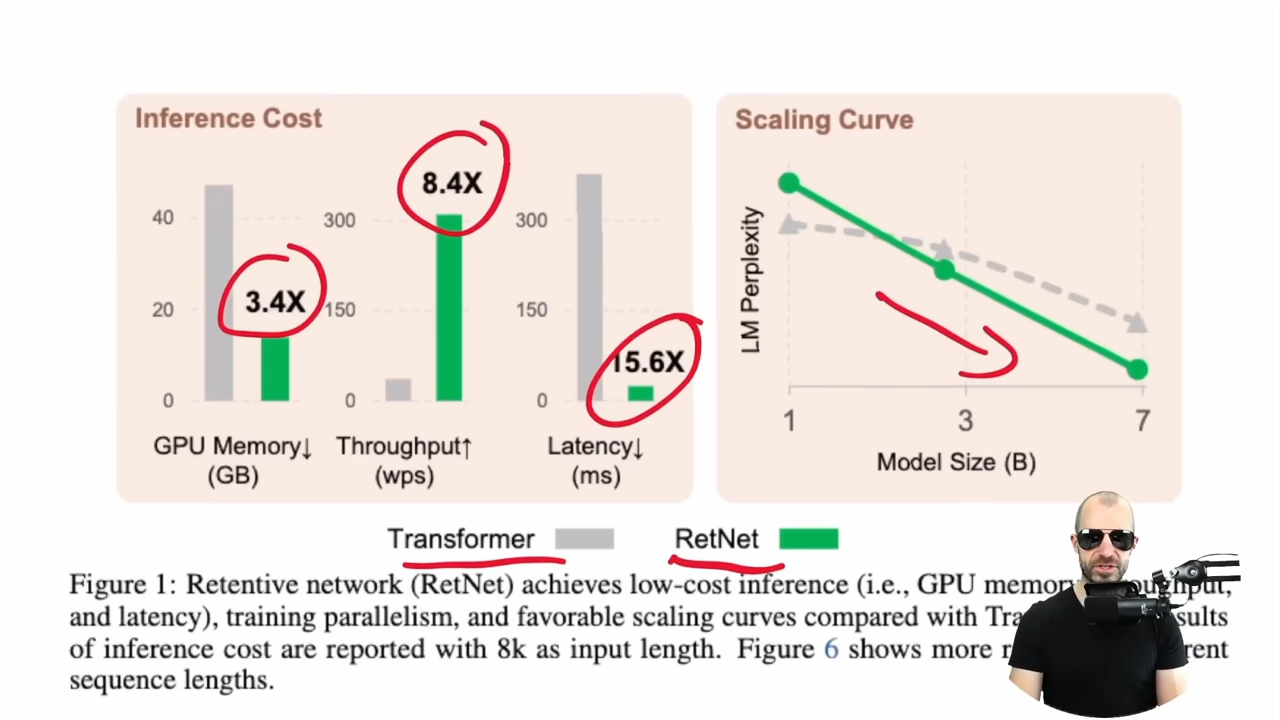 Inference Cost
40
20
0
3.4X
GPU Memory↓
(GB)
300
150
0
8.4X
Throughput↑
(wps)
300
150
0
15.6X
Latency↓
(ms)
Scaling Curve
LM Perplexity
1
3
7
Model Size (B)
Transformer
RetNet
Figure 1: Retentive network (RetNet) achieves low-cost inference (i.e., GPU
and latency), training parallelism, and favorable scaling curves compared with
of inference cost are reported with 8k as input length. Figure 6 shows more
sequence lengths.